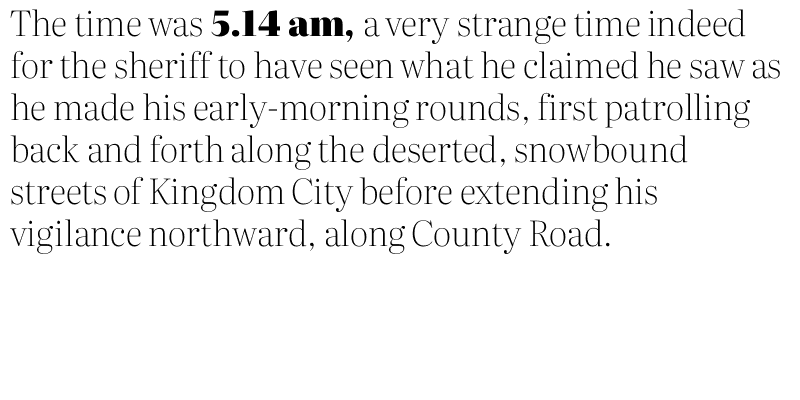 The time was 5.14 am, a very strange time indeed
for the sheriff to have seen what he claimed he saw as
he made his early-morning rounds, first patrolling
back and forth along the deserted, snowbound
streets of Kingdom City before extending his
vigilance northward, along County Road.